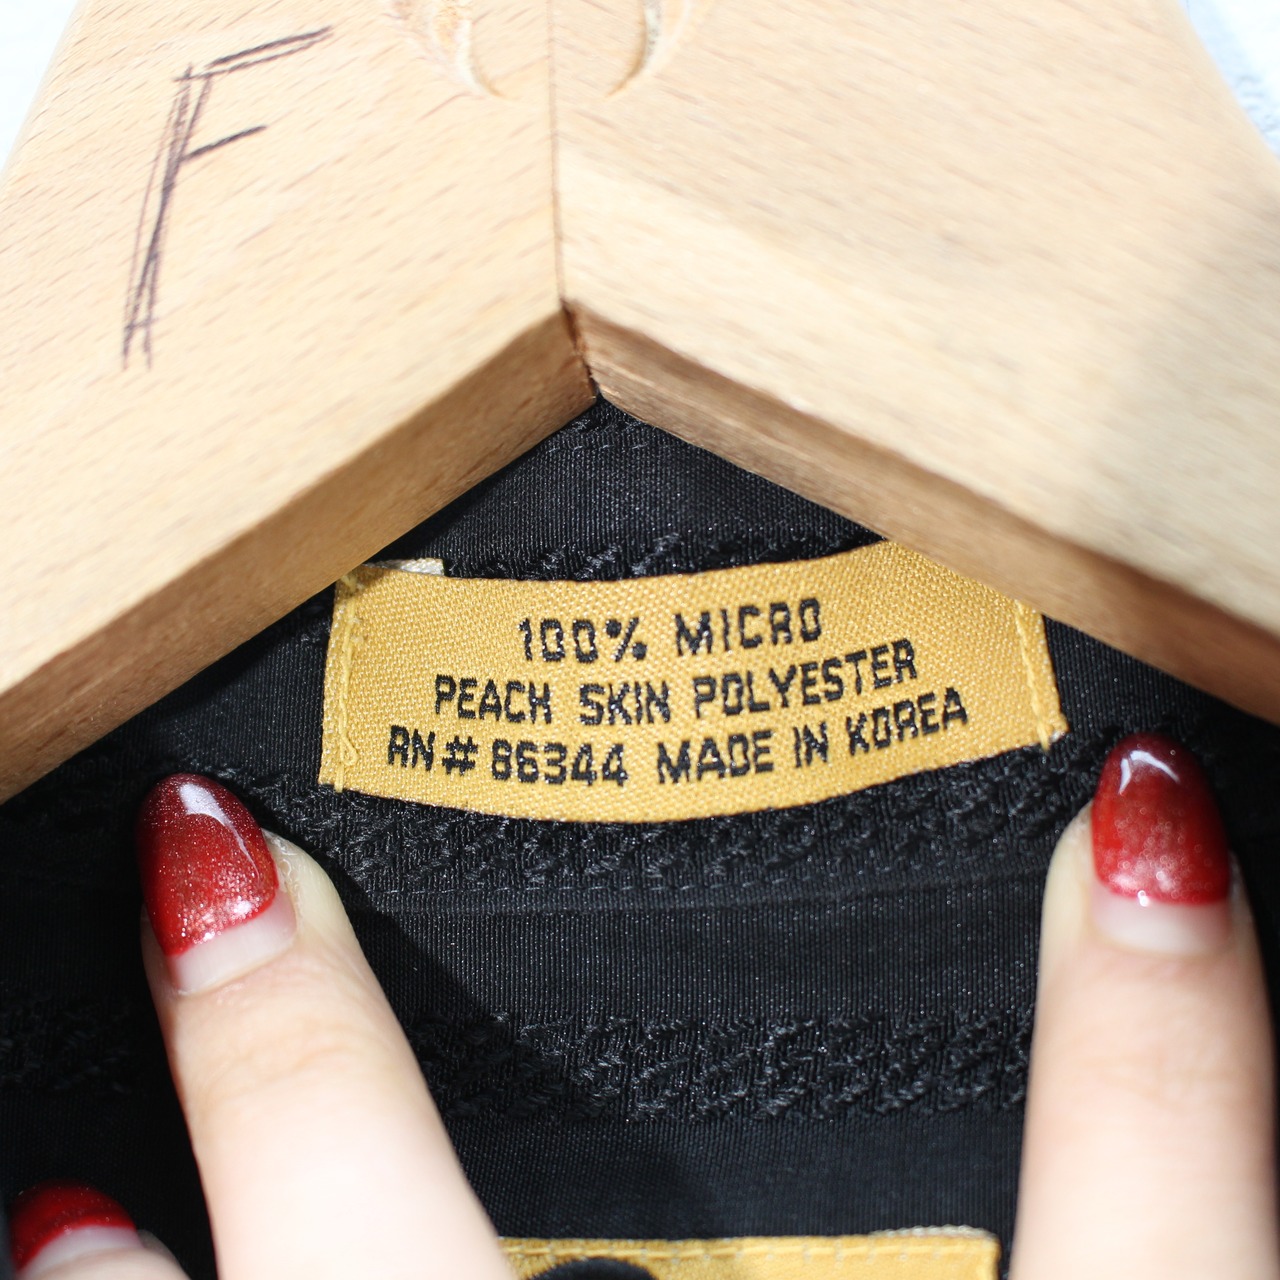 F
100% MICRO
PEACH SKIN POLYESTER
RN# 86344 MADE IN KOREA